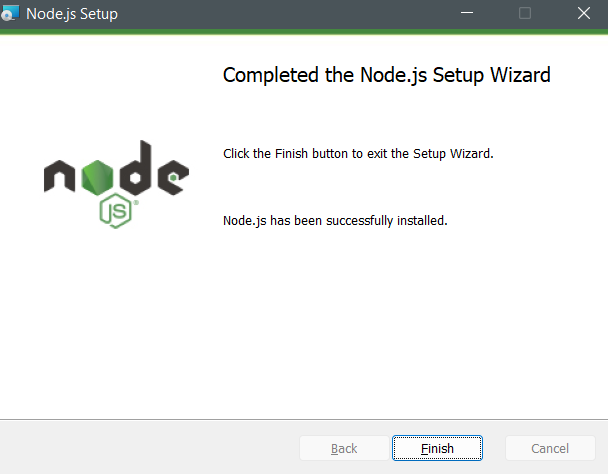 Node.js Setup
Completed the Node.js Setup Wizard
Click the Finish button to exit the Setup Wizard.
node
JS
Node.js has been successfully installed.
Back
Finish
Cancel